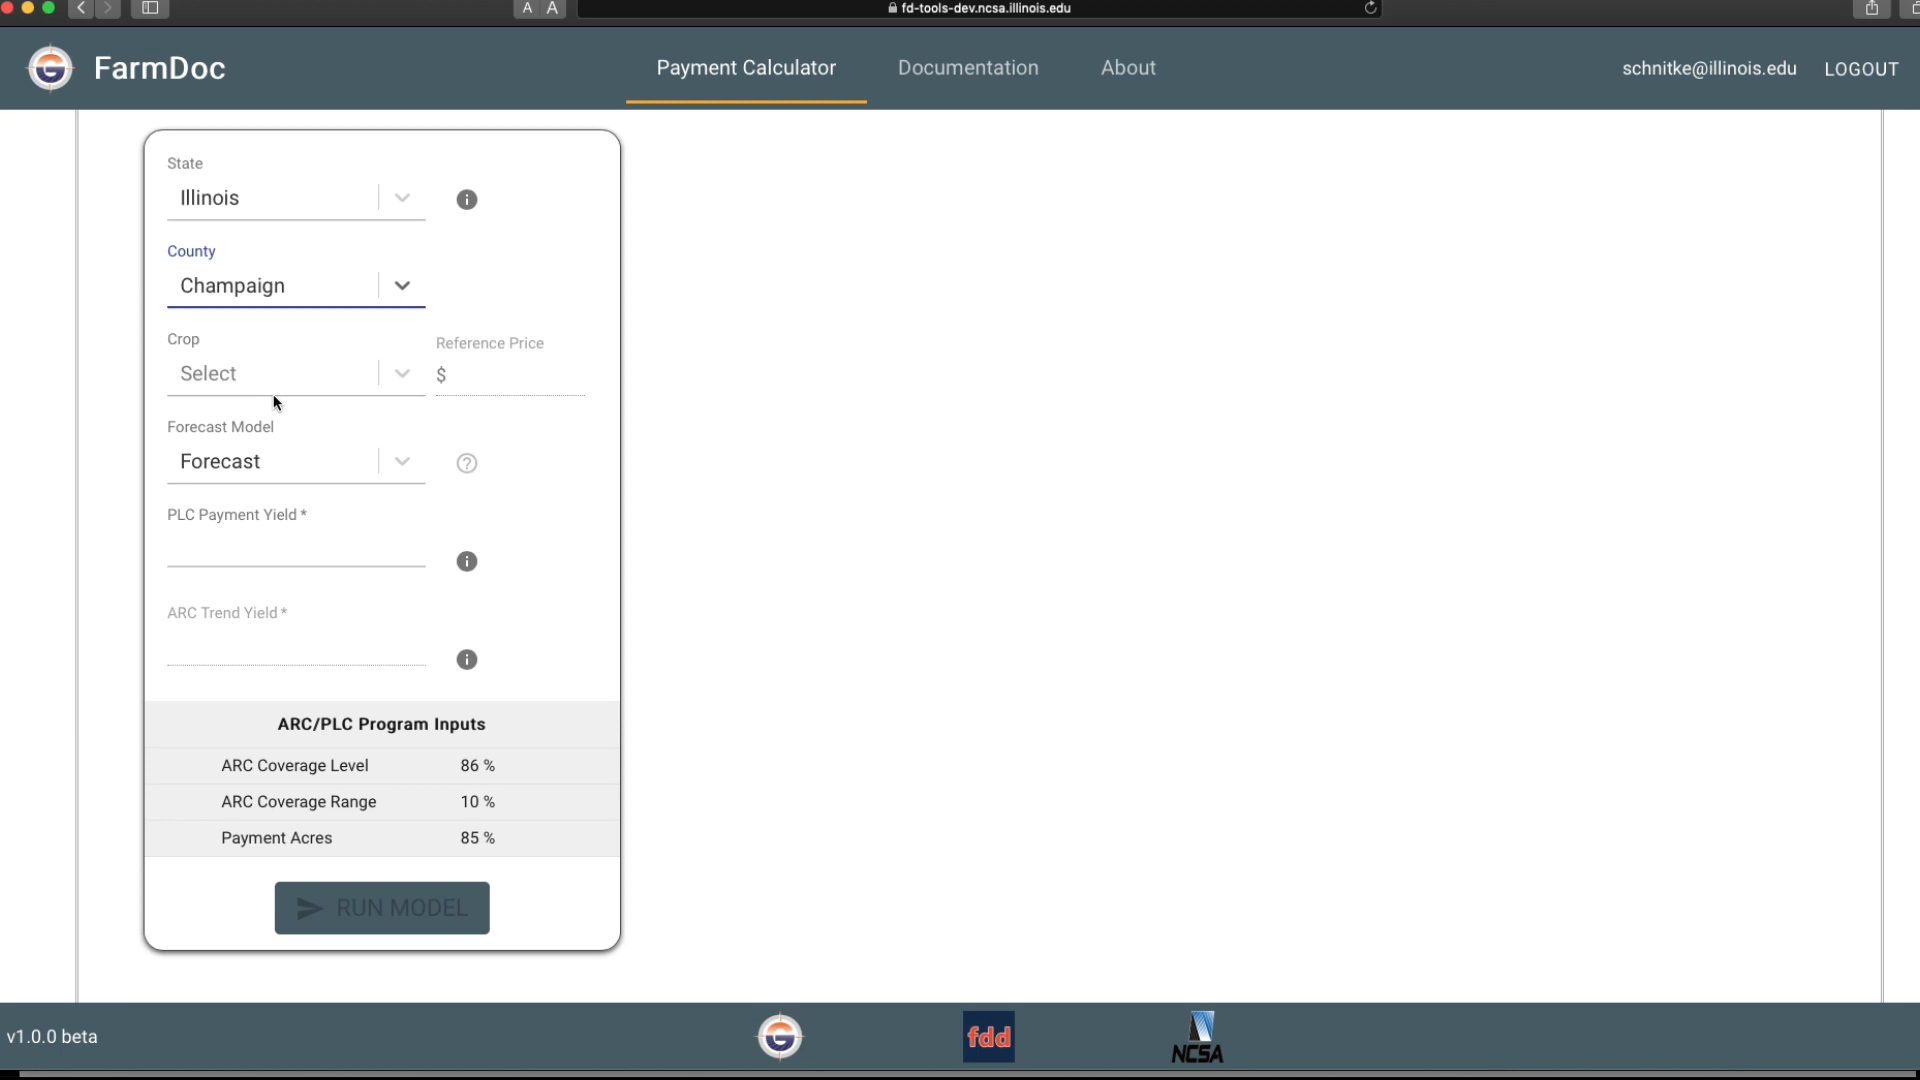 A A fd-tools-dev.ncsa.illinois.edu
FarmDoc Payment Calculator Documentation About schnitke@illinois.edu LOGOUT
State
Illinois
County
Champaign
Crop Reference Price
Select $
Forecast Model
Forecast
PLC Payment Yield *
ARC Trend Yield *
ARC/PLC Program Inputs
ARC Coverage Level 86 %
ARC Coverage Range 10 %
Payment Acres 85 %
RUN MODEL
v1.0.0 beta G fdd NCSA